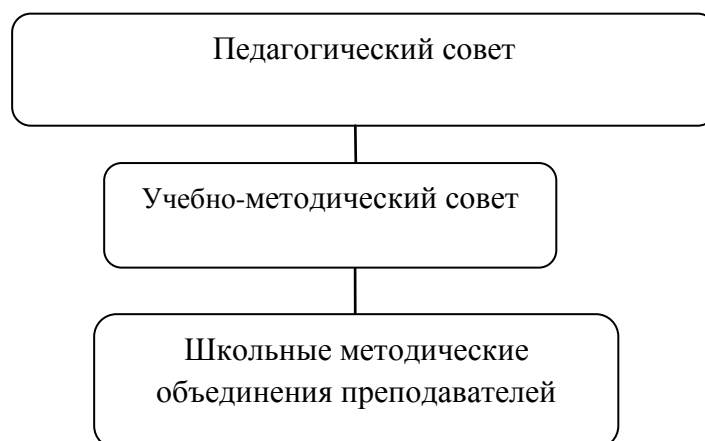 Педагогический совет
Учебно-методический совет
Школьные методические
объединения преподавателей